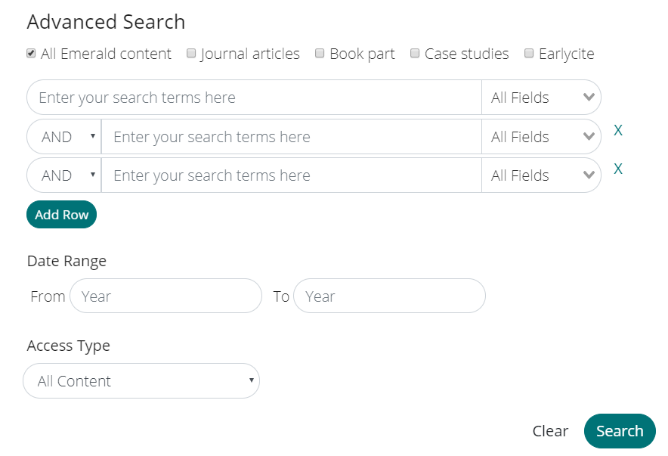 Advanced Search
All Emerald content Journal articles Book part Case studies Earlycite
Enter your search terms here All Fields
AND Enter your search terms here All Fields X
AND Enter your search terms here All Fields X
Add Row
Date Range
From Year To Year
Access Type
All Content
Clear Search